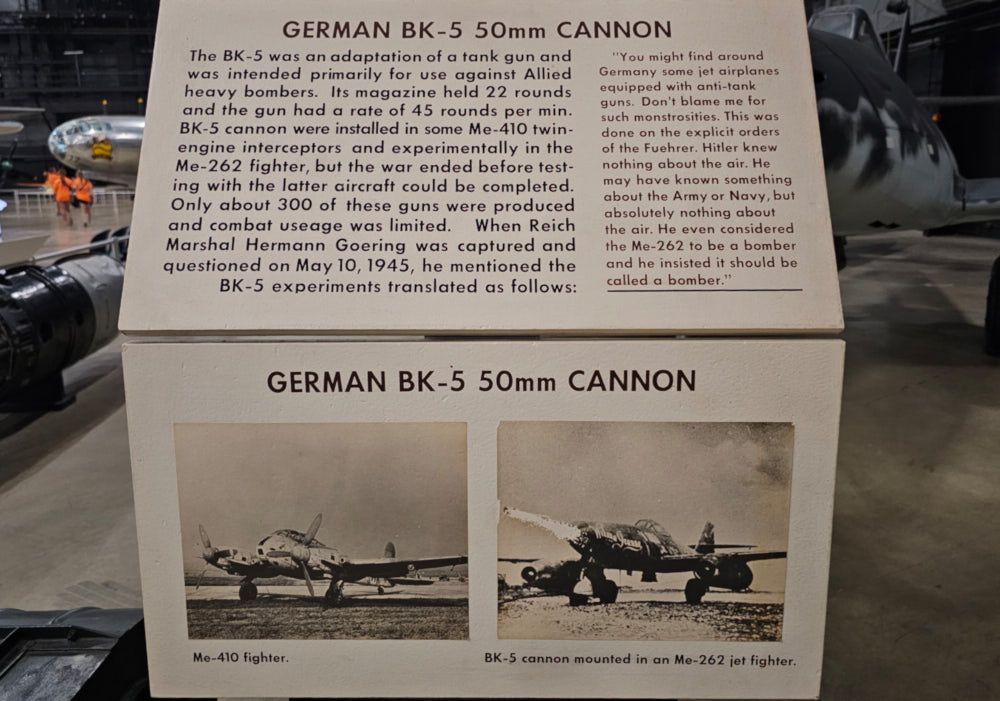 GERMAN BK-5 50mm CANNON
The BK-5 was an adaptation of a tank gun and
was intended primarily for use against Allied
heavy bombers. Its magazine held 22 rounds
and the gun had a rate of 45 rounds per min.
BK-5 cannon were installed in some Me-410 twin-
engine interceptors and experimentally in the
Me-262 fighter, but the war ended before test-
ing with the latter aircraft could be completed.
Only about 300 of these guns were produced
and combat useage was limited. When Reich
Marshal Hermann Goering was captured and
questioned on May 10, 1945, he mentioned the
BK-5 experiments translated as follows:
"You might find around
Germany some jet airplanes
equipped with anti-tank
guns. Don't blame me for
such monstrosities. This was
done on the explicit orders
of the Fuehrer. Hitler knew
nothing about the air. He
may have known something
about the Army or Navy, but
absolutely nothing about
the air. He even considered
the Me-262 to be a bomber
and he insisted it should be
called a bomber."
GERMAN BK-5 50mm CANNON
Me-410 fighter.
BK-5 cannon mounted in an Me-262 jet fighter.